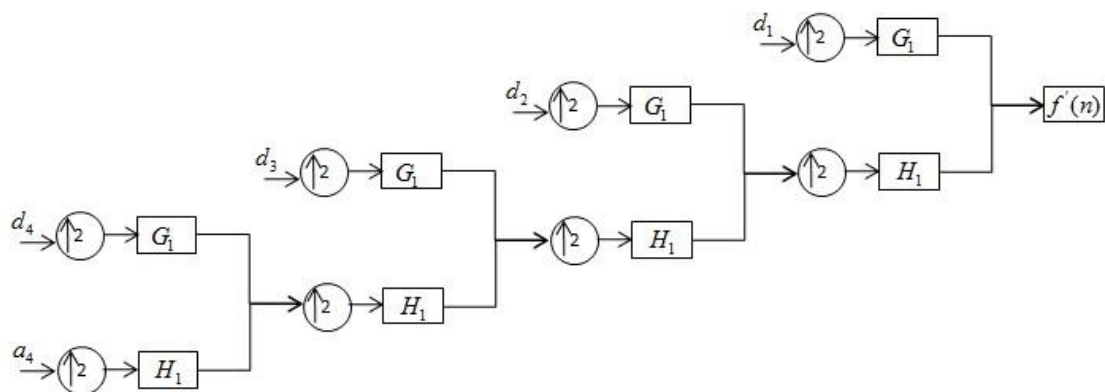 d₁ ↑2 G₁
d₂ ↑2 G₁ f'(n)
d₃ ↑2 G₁ ↑2 H₁
d₄ ↑2 G₁ ↑2 H₁
↑2 H₁
a₄ ↑2 H₁